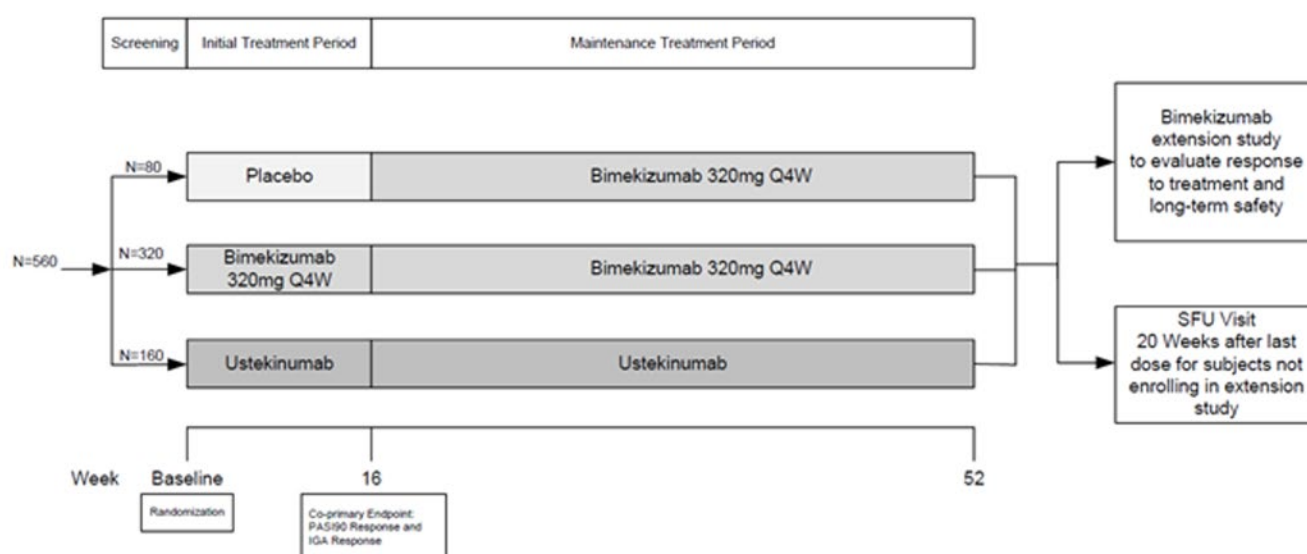 Screening
Initial Treatment Period
Maintenance Treatment Period
N=560
N=80
Placebo
Bimekizumab 320mg Q4W
N=320
Bimekizumab
320mg Q4W
Bimekizumab 320mg Q4W
N=160
Ustekinumab
Ustekinumab
Bimekizumab
extension study
to evaluate response
to treatment and
long-term safety
SFU Visit
20 Weeks after last
dose for subjects not
enrolling in extension
study
Week
Baseline
16
52
Randomization
Co-primary Endpoint:
PASI90 Response and
IGA Response